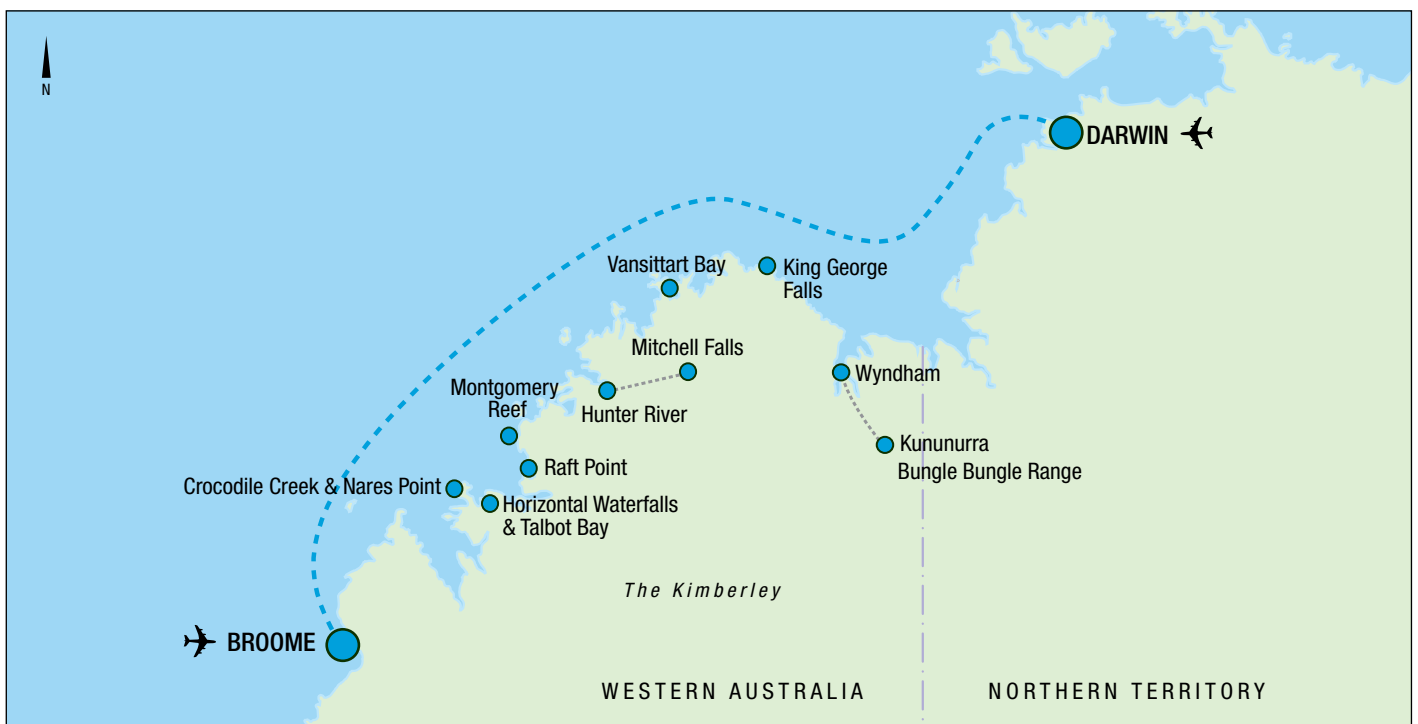 N
DARWIN
Vansittart Bay
King George
Falls
Mitchell Falls
Wyndham
Montgomery
Reef
Hunter River
Kununurra
Bungle Bungle Range
Raft Point
Crocodile Creek & Nares Point
Horizontal Waterfalls
& Talbot Bay
The Kimberley
BROOME
WESTERN AUSTRALIA
NORTHERN TERRITORY